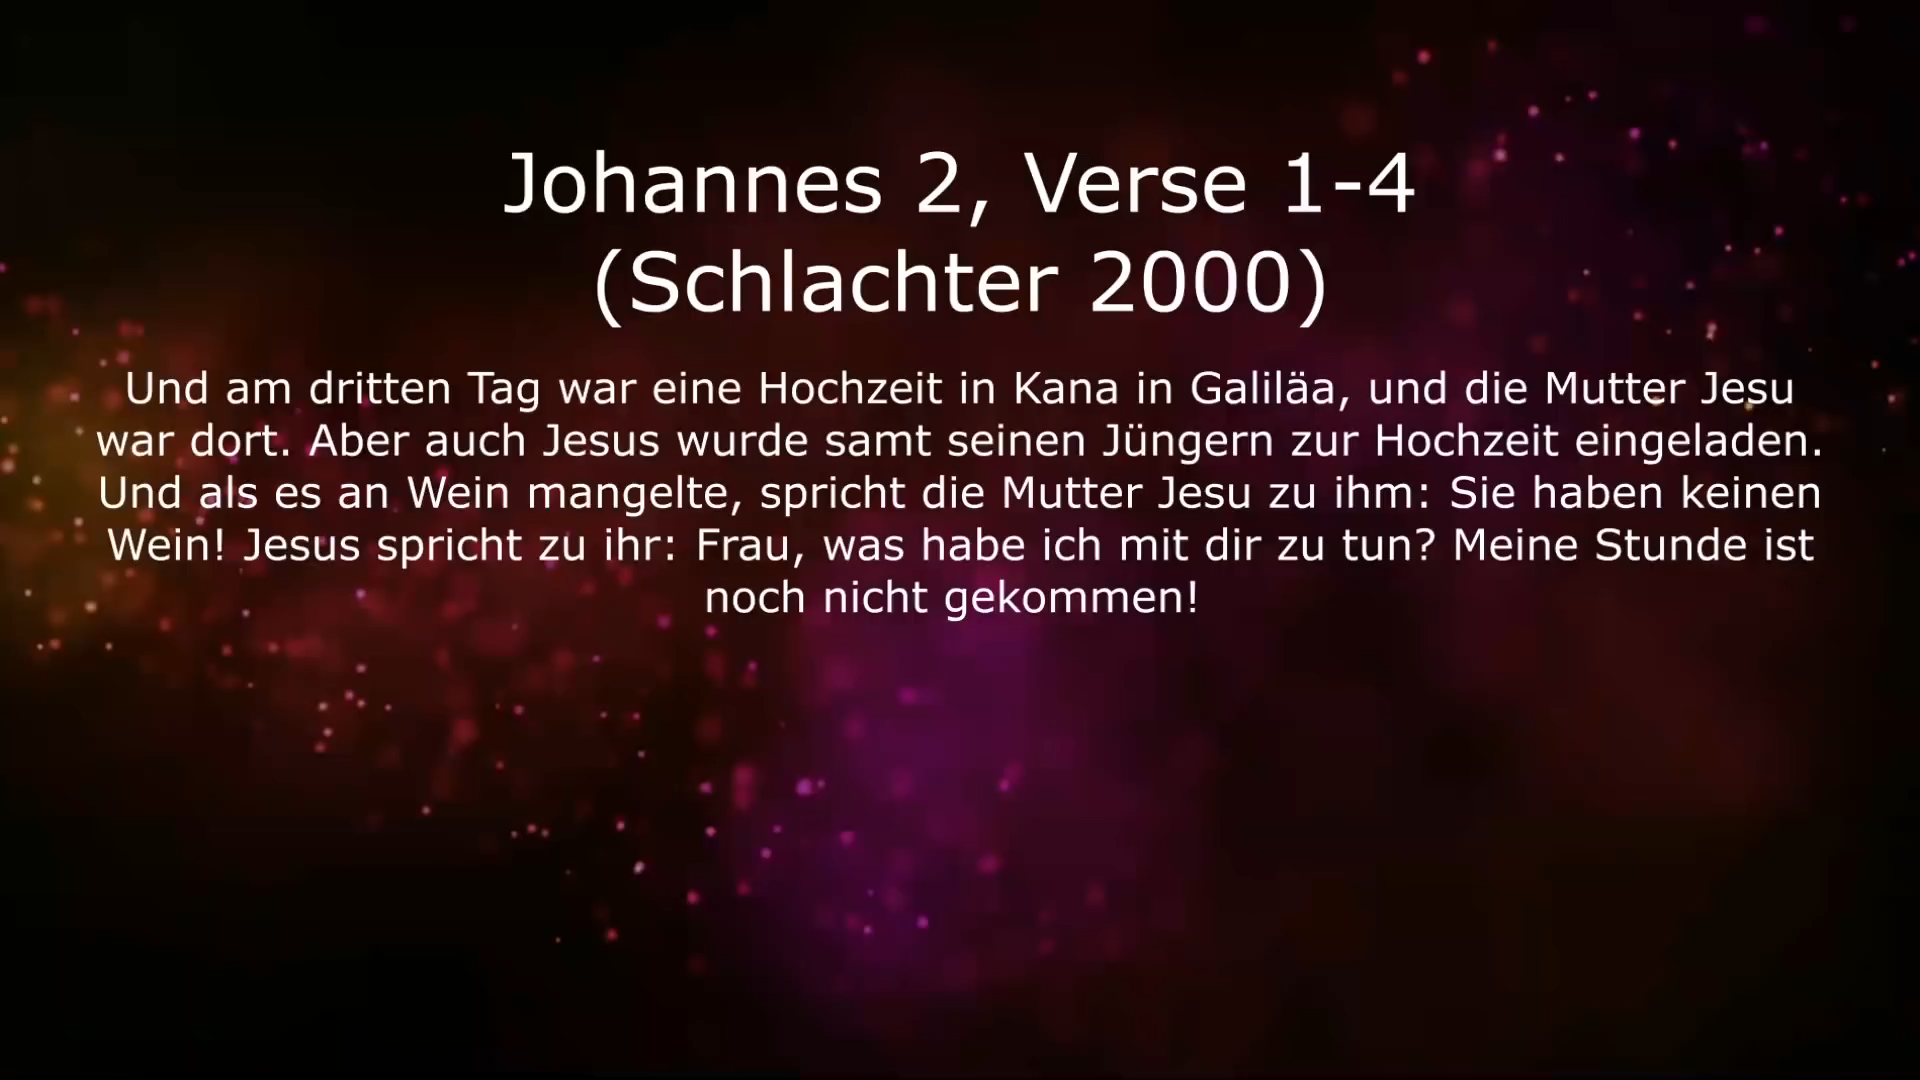 Johannes 2, Verse 1-4
(Schlachter 2000)
Und am dritten Tag war eine Hochzeit in Kana in Galiläa, und die Mutter Jesu
war dort. Aber auch Jesus wurde samt seinen Jüngern zur Hochzeit eingeladen.
Und als es an Wein mangelte, spricht die Mutter Jesu zu ihm: Sie haben keinen
Wein! Jesus spricht zu ihr: Frau, was habe ich mit dir zu tun? Meine Stunde ist
noch nicht gekommen!